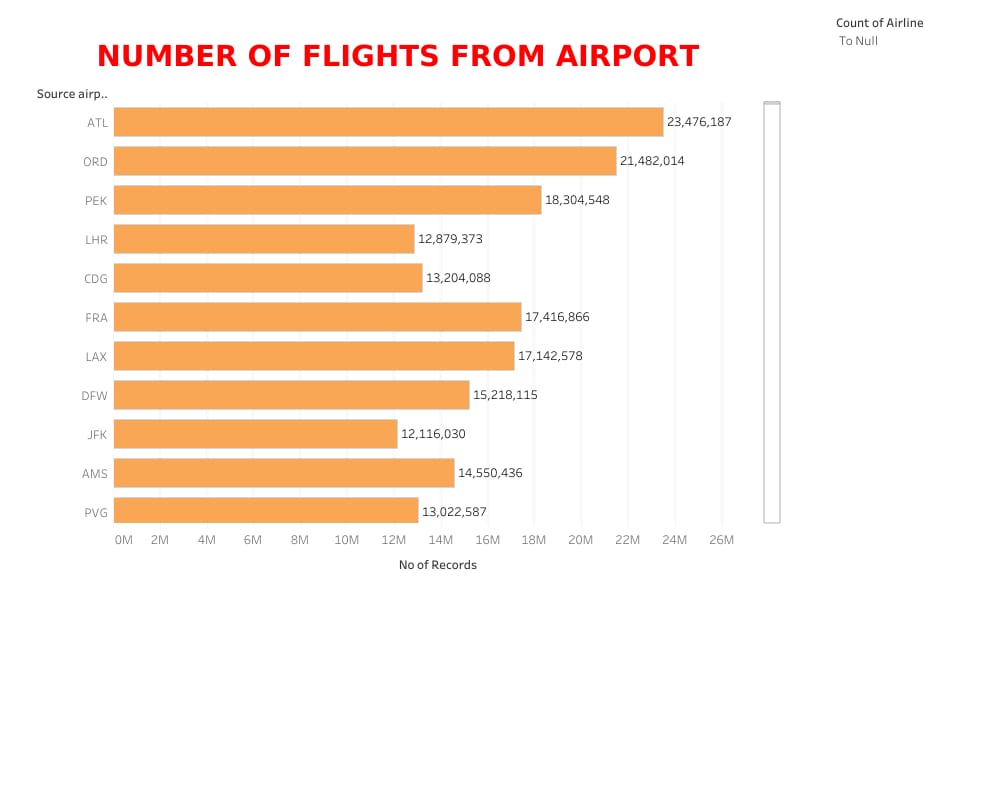 Count of Airline
To Null
NUMBER OF FLIGHTS FROM AIRPORT
Source airp..
ATL 23,476,187
ORD 21,482,014
PEK 18,304,548
LHR 12,879,373
CDG 13,204,088
FRA 17,416,866
LAX 17,142,578
DFW 15,218,115
JFK 12,116,030
AMS 14,550,436
PVG 13,022,587
0M 2M 4M 6M 8M 10M 12M 14M 16M 18M 20M 22M 24M 26M
No of Records